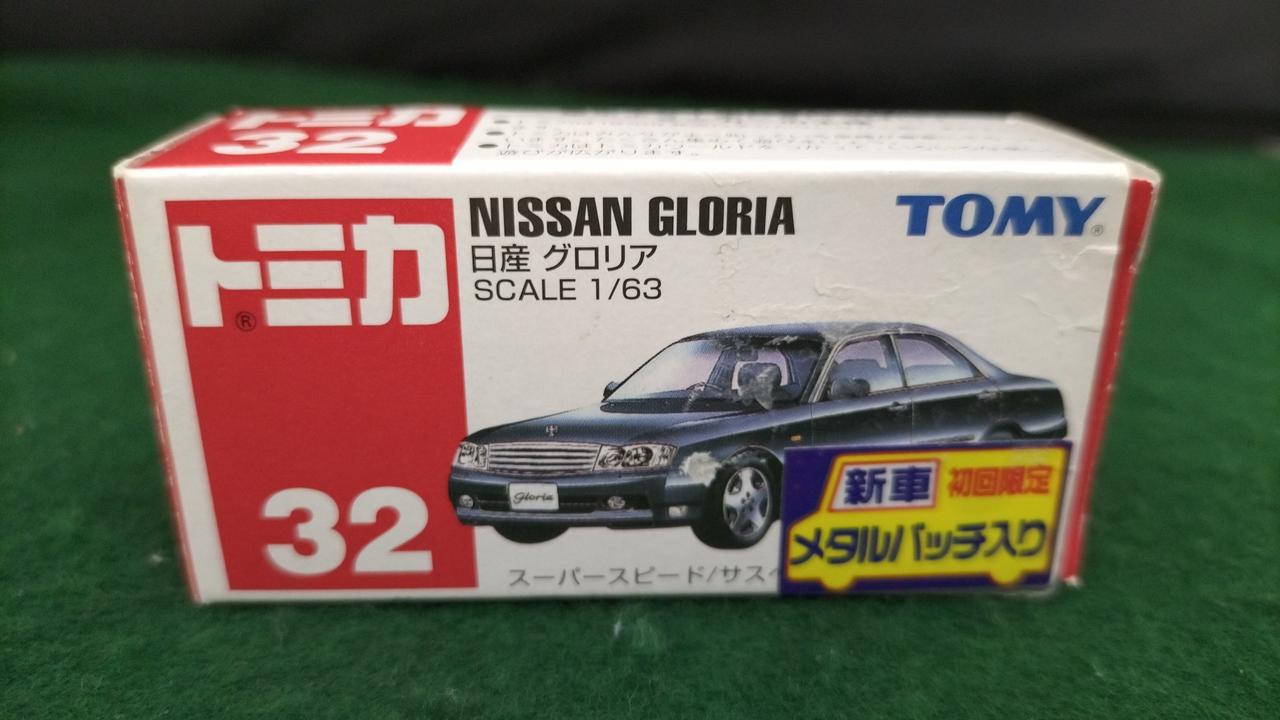 トミカ
32
トミカ®
NISSAN GLORIA
日産 グロリア
SCALE 1/63
TOMY®
Gloria
32
スーパースピード/サス
新車 初回限定
メタルバッチ入り